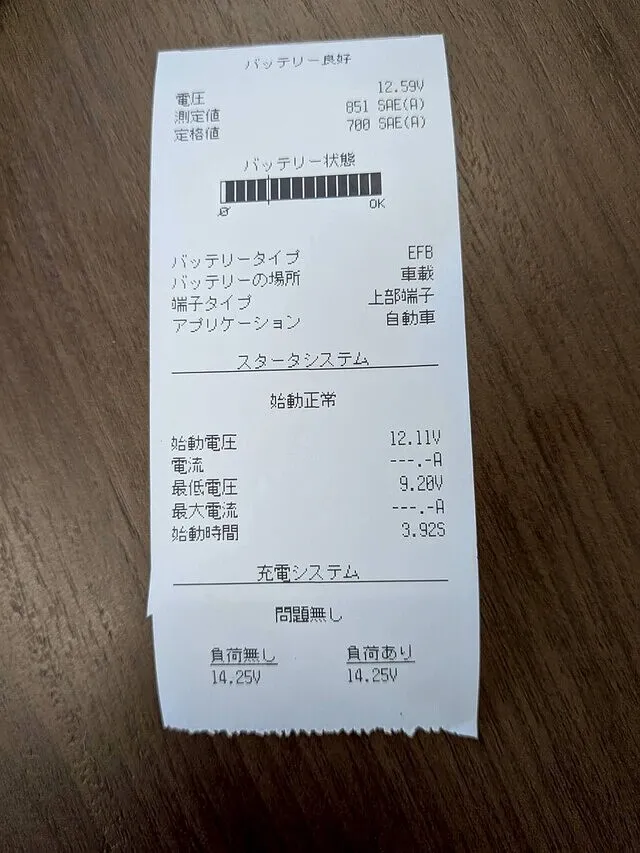 バッテリー良好
電圧 12.59V
測定値 851 SAE(A)
定格値 700 SAE(A)
バッテリー状態
0 OK
バッテリータイプ EFB
バッテリーの場所 車載
端子タイプ 上部端子
アプリケーション 自動車
スタータシステム
始動正常
始動電圧 12.11V
電流 ---.-A
最低電圧 9.20V
最大電流 ---.-A
始動時間 3.92S
充電システム
問題無し
負荷無し 負荷あり
14.25V 14.25V